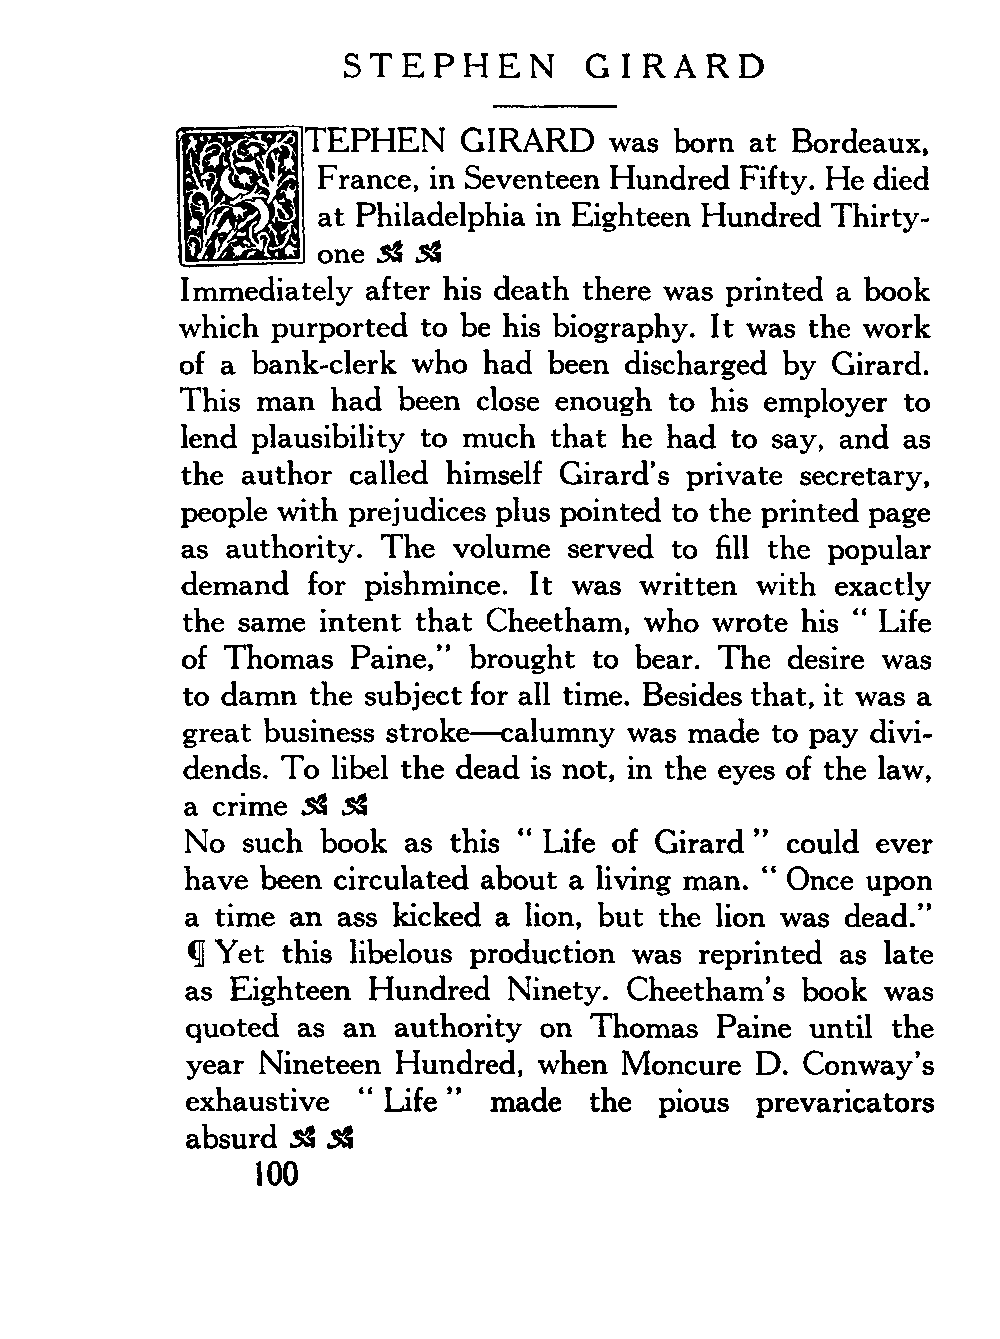 STEPHEN GIRARD
STEPHEN GIRARD was born at Bordeaux,
France, in Seventeen Hundred Fifty. He died
at Philadelphia in Eighteen Hundred Thirty-
one
Immediately after his death there was printed a book
which purported to be his biography. It was the work
of a bank-clerk who had been discharged by Girard.
This man had been close enough to his employer to
lend plausibility to much that he had to say, and as
the author called himself Girard's private secretary,
people with prejudices plus pointed to the printed page
as authority. The volume served to fill the popular
demand for pishmince. It was written with exactly
the same intent that Cheetham, who wrote his " Life
of Thomas Paine," brought to bear. The desire was
to damn the subject for all time. Besides that, it was a
great business stroke—calumny was made to pay divi-
dends. To libel the dead is not, in the eyes of the law,
a crime
No such book as this " Life of Girard " could ever
have been circulated about a living man. " Once upon
a time an ass kicked a lion, but the lion was dead."
¶ Yet this libelous production was reprinted as late
as Eighteen Hundred Ninety. Cheetham's book was
quoted as an authority on Thomas Paine until the
year Nineteen Hundred, when Moncure D. Conway's
exhaustive " Life " made the pious prevaricators
absurd
100